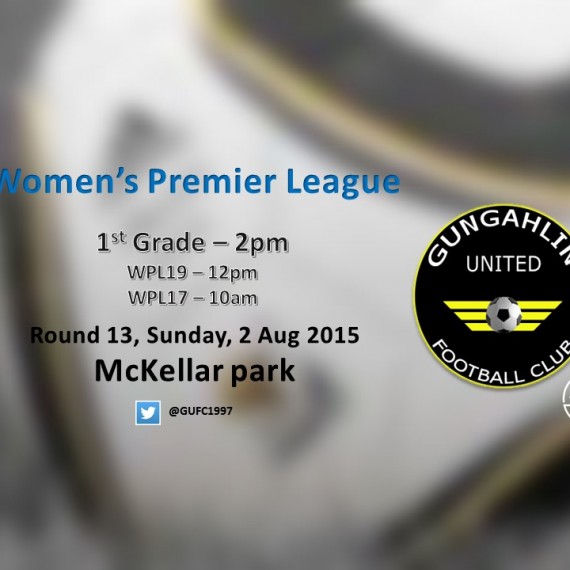 Women's Premier League
1st Grade – 2pm
WPL19 – 12pm
WPL17 – 10am
Round 13, Sunday, 2 Aug 2015
McKellar park
@GUFC1997
GUNGAHLIN
UNITED
FOOTBALL CLUB